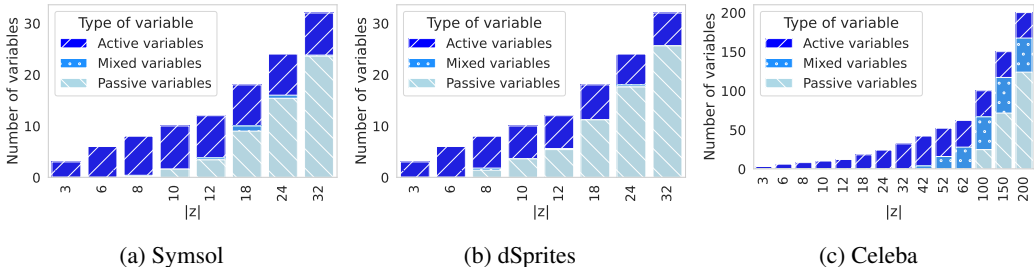 Number of variables
30
20
10
0
Type of variable
Active variables
Mixed variables
Passive variables
3 6 8 10 12 18 24 32
|z|
(a) Symsol
Number of variables
30
20
10
0
Type of variable
Active variables
Mixed variables
Passive variables
3 6 8 10 12 18 24 32
|z|
(b) dSprites
Number of variables
200
150
100
50
0
Type of variable
Active variables
Mixed variables
Passive variables
3 6 8 10 12 18 24 32 42 52 62 100 150 200
|z|
(c) Celeba